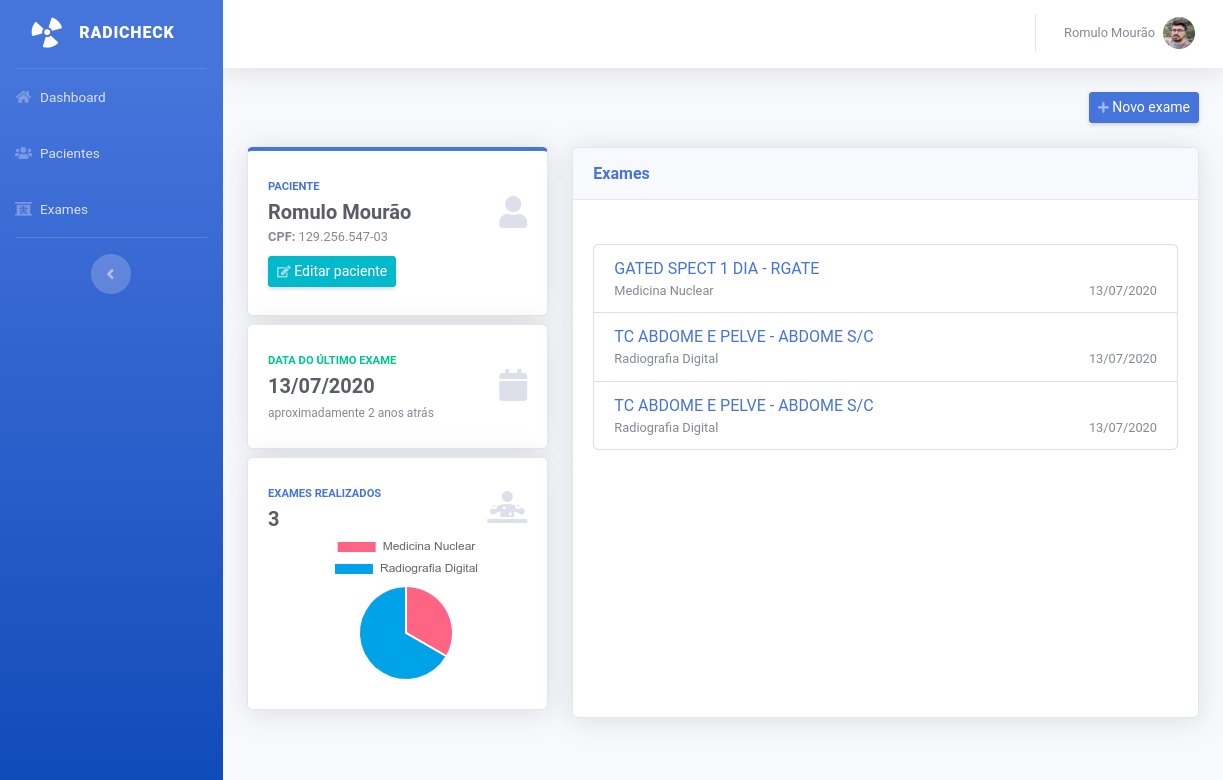 RADICHECK
Romulo Mourão
Dashboard
Pacientes
Exames
Novo exame
PACIENTE
Romulo Mourão
CPF: 129.256.547-03
Editar paciente
DATA DO ÚLTIMO EXAME
13/07/2020
aproximadamente 2 anos atrás
EXAMES REALIZADOS
3
Medicina Nuclear
Radiografia Digital
Exames
GATED SPECT 1 DIA - RGATE
Medicina Nuclear 13/07/2020
TC ABDOME E PELVE - ABDOME S/C
Radiografia Digital 13/07/2020
TC ABDOME E PELVE - ABDOME S/C
Radiografia Digital 13/07/2020